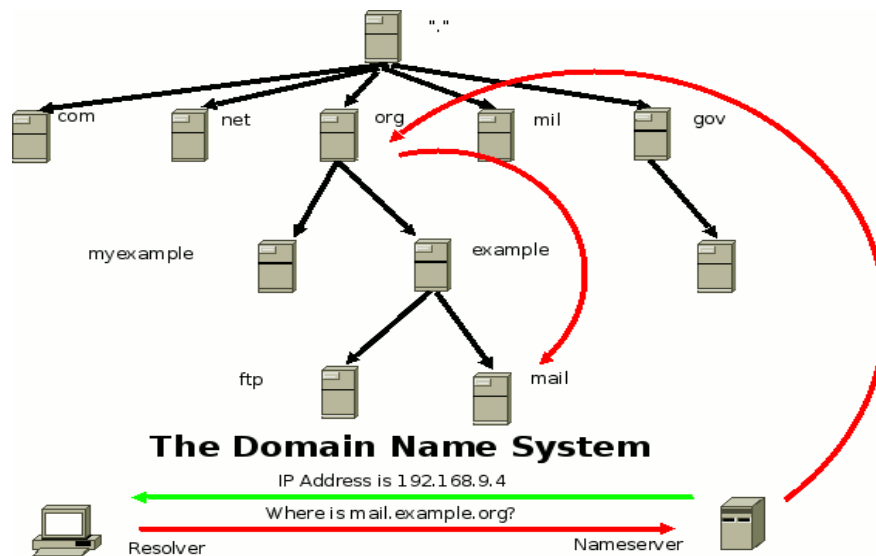 "."
com
net
org
mil
gov
myexample
example
ftp
mail
The Domain Name System
IP Address is 192.168.9.4
Where is mail.example.org?
Resolver
Nameserver